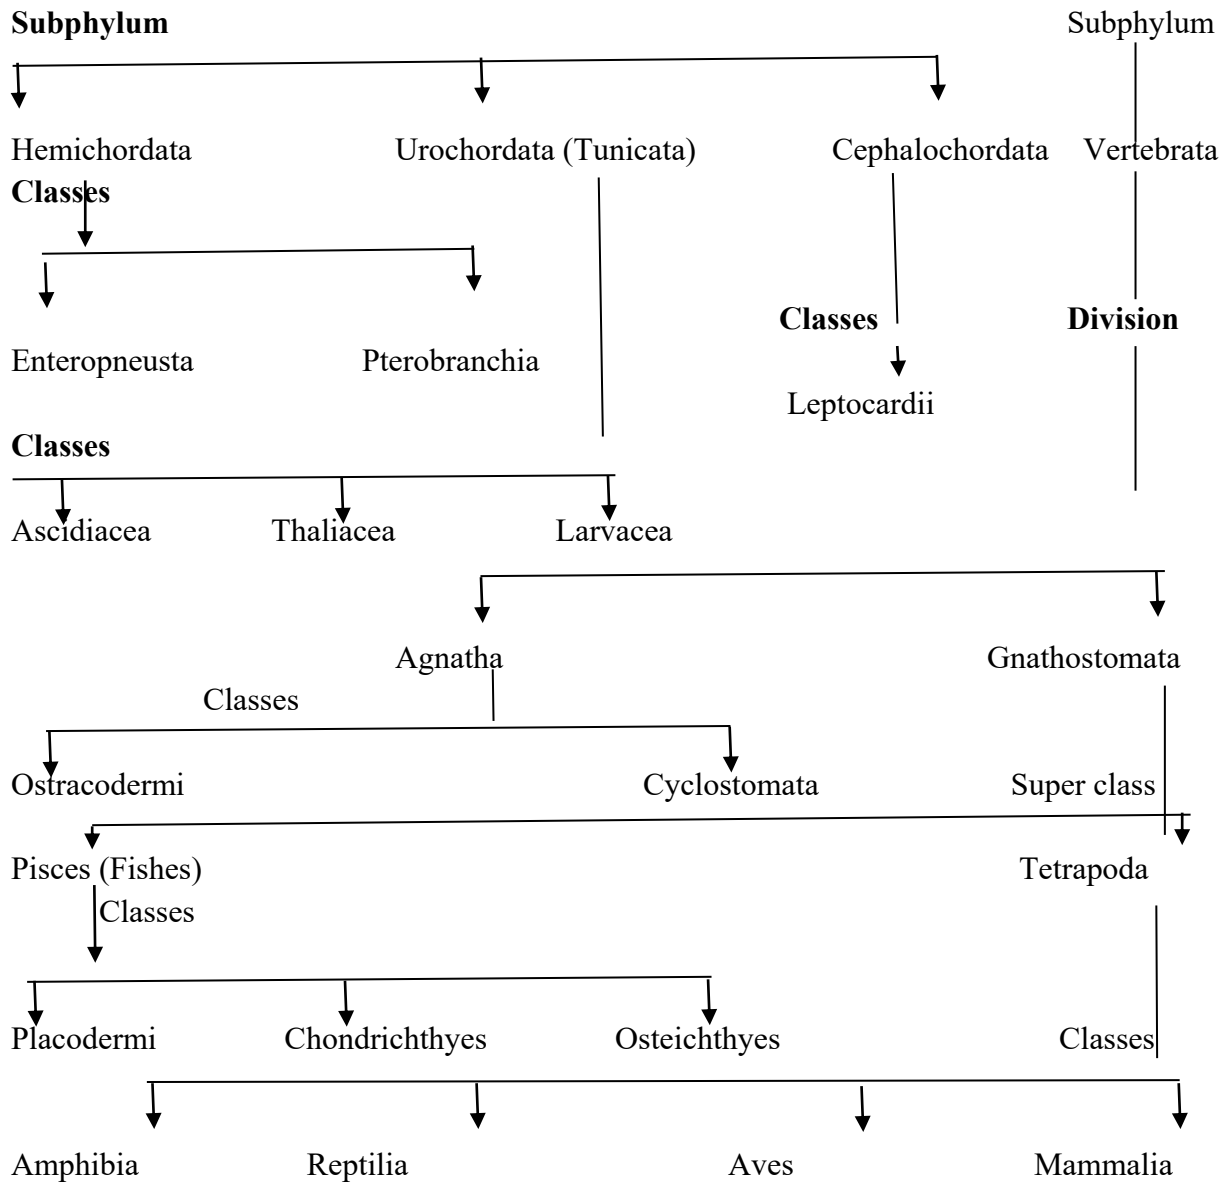 Subphylum Subphylum
Hemichordata Urochordata (Tunicata) Cephalochordata Vertebrata
Classes
Classes Division
Enteropneusta Pterobranchia
Leptocardii
Classes
Ascidiacea Thaliacea Larvacea
Agnatha Gnathostomata
Classes
Ostracodermi Cyclostomata Super class
Pisces (Fishes) Tetrapoda
Classes
Placodermi Chondrichthyes Osteichthyes Classes
Amphibia Reptilia Aves Mammalia